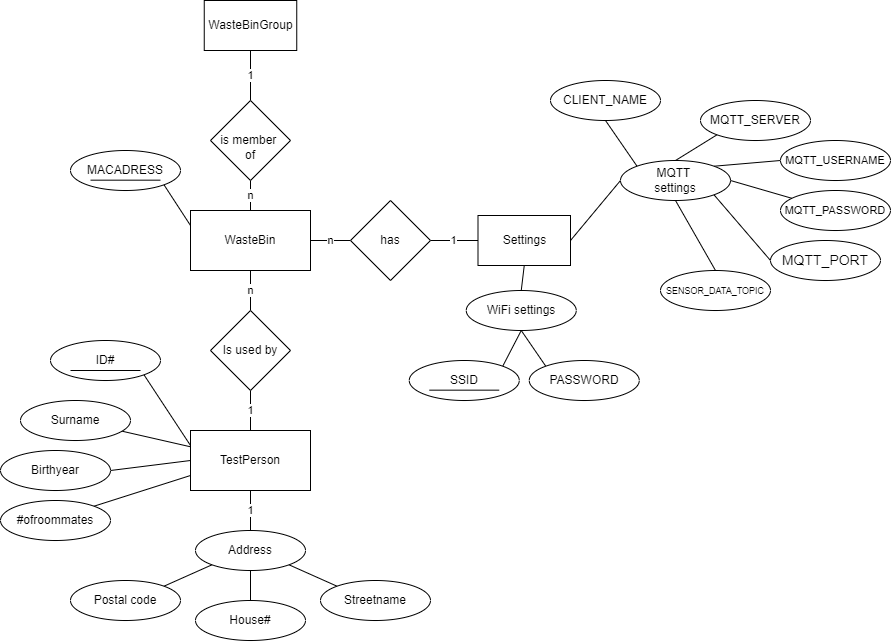 WasteBinGroup
1
is member
of
n
MACADRESS
WasteBin
n
has
1
Settings
CLIENT_NAME
MQTT_SERVER
MQTT
settings
MQTT_USERNAME
MQTT_PASSWORD
MQTT_PORT
SENSOR_DATA_TOPIC
WiFi settings
SSID
PASSWORD
n
Is used by
1
ID#
Surname
Birthyear
#ofroommates
TestPerson
1
Address
Postal code
House#
Streetname